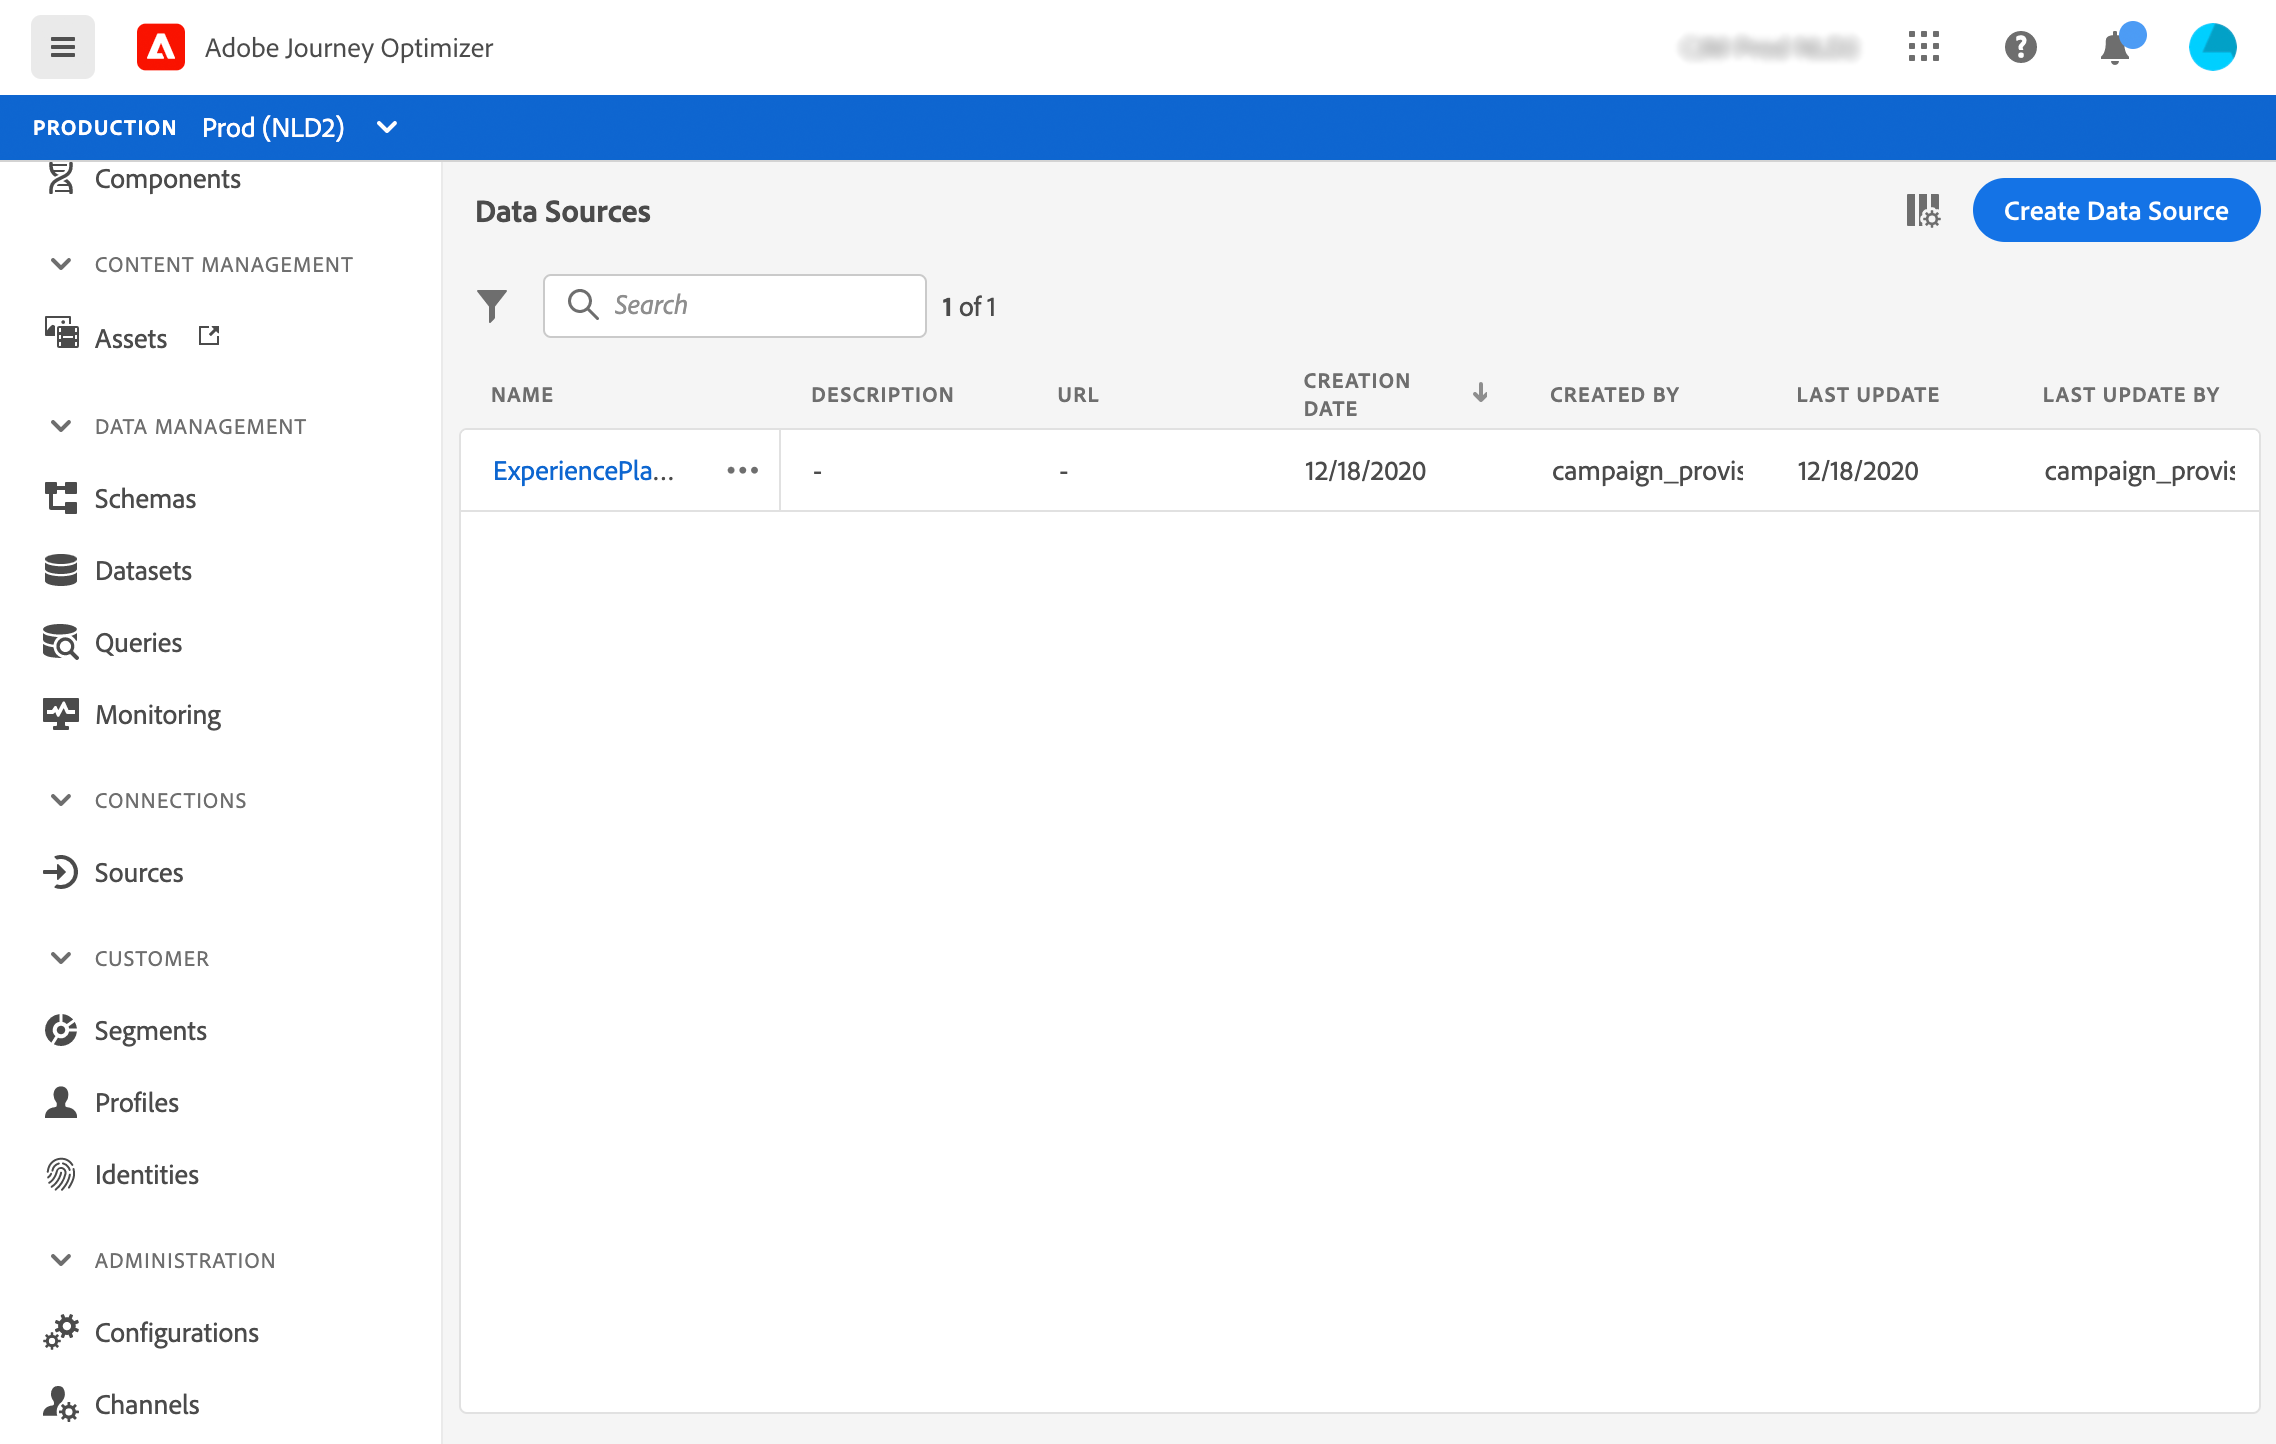 Adobe Journey Optimizer
PRODUCTION Prod (NLD2)
Components
CONTENT MANAGEMENT
Assets
DATA MANAGEMENT
Schemas
Datasets
Queries
Monitoring
CONNECTIONS
Sources
CUSTOMER
Segments
Profiles
Identities
ADMINISTRATION
Configurations
Channels
Data Sources
Create Data Source
Search
1 of 1
NAME DESCRIPTION URL CREATION DATE CREATED BY LAST UPDATE LAST UPDATE BY
ExperiencePla... ••• - - 12/18/2020 campaign_provis 12/18/2020 campaign_provis